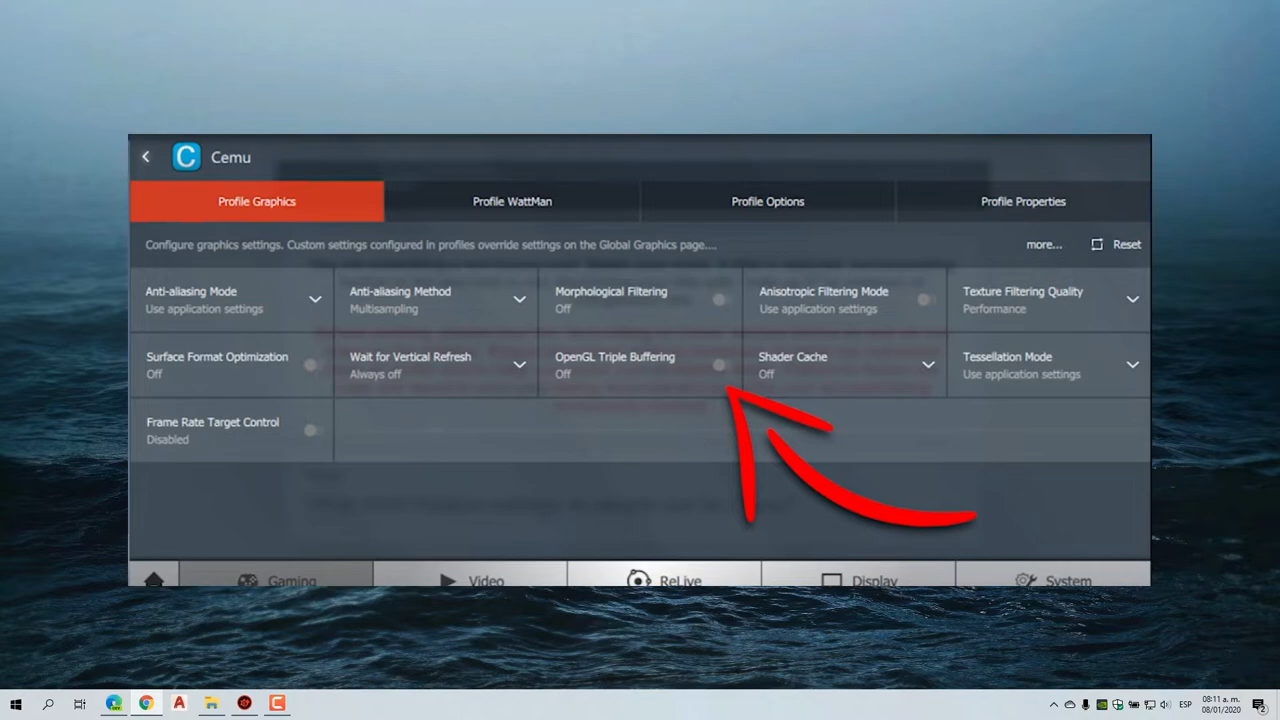 C Cemu
Profile Graphics Profile WattMan Profile Options Profile Properties
Configure graphics settings. Custom settings configured in profiles override settings on the Global Graphics page.... more... Reset
Anti-aliasing Mode Anti-aliasing Method Morphological Filtering Anisotropic Filtering Mode Texture Filtering Quality
Use application settings Multisampling Off Use application settings Performance
Surface Format Optimization Wait for Vertical Refresh OpenGL Triple Buffering Shader Cache Tessellation Mode
Off Always off Off Off Use application settings
Frame Rate Target Control
Disabled
Gaming Video ReLive Display System
ESP 08:11 a. m.
08/01/2020 2